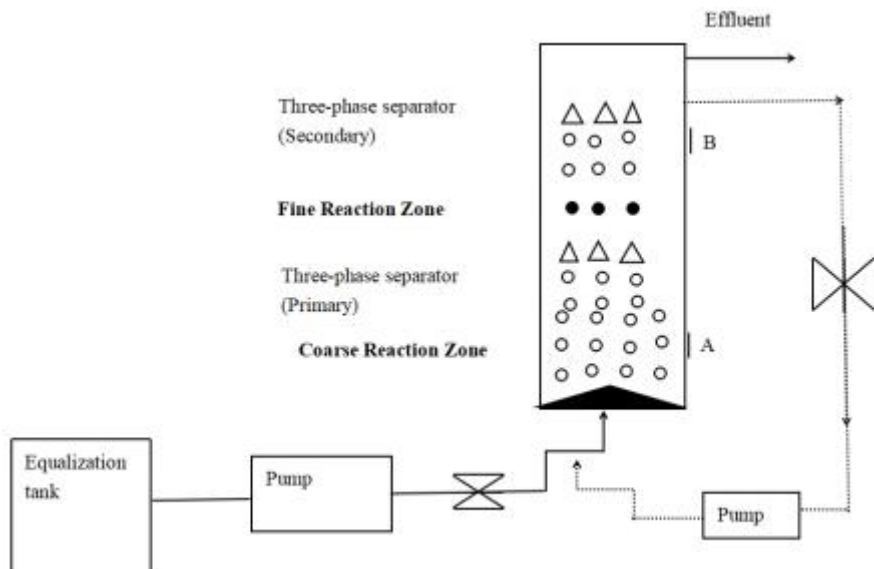 Effluent
Three-phase separator
(Secondary)
B
Fine Reaction Zone
Three-phase separator
(Primary)
Coarse Reaction Zone
A
Equalization
tank
Pump
Pump